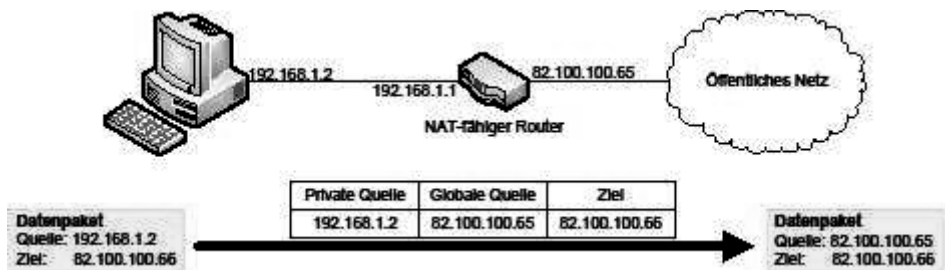 192.168.1.2
82.100.100.65
192.168.1.1
Öffentliches Netz
NAT-fähiger Router
Private Quelle Globale Quelle Ziel
192.168.1.2 82.100.100.65 82.100.100.66
Datenpaket
Quelle: 192.168.1.2
Ziel: 82.100.100.66
Datenpaket
Quelle: 82.100.100.65
Ziel: 82.100.100.66